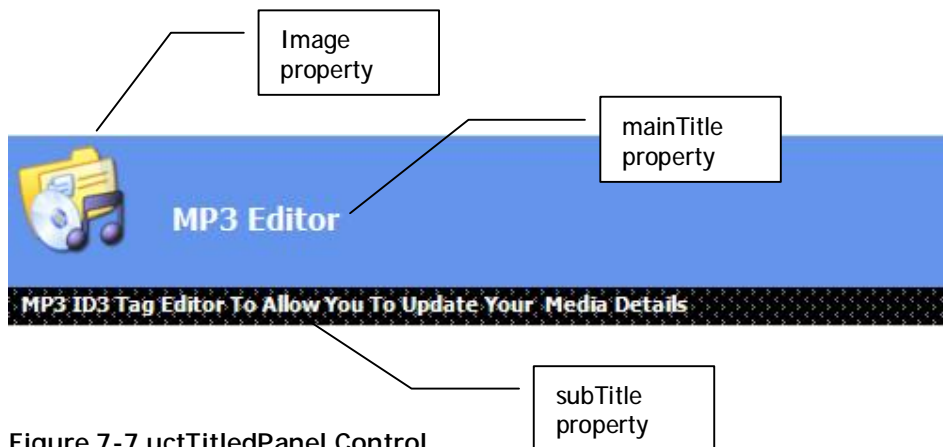 Image
property
mainTitle
property
MP3 Editor
MP3 ID3 Tag Editor To Allow You To Update Your Media Details
subTitle
property
Figure 7-7 uctTitledPanel Control